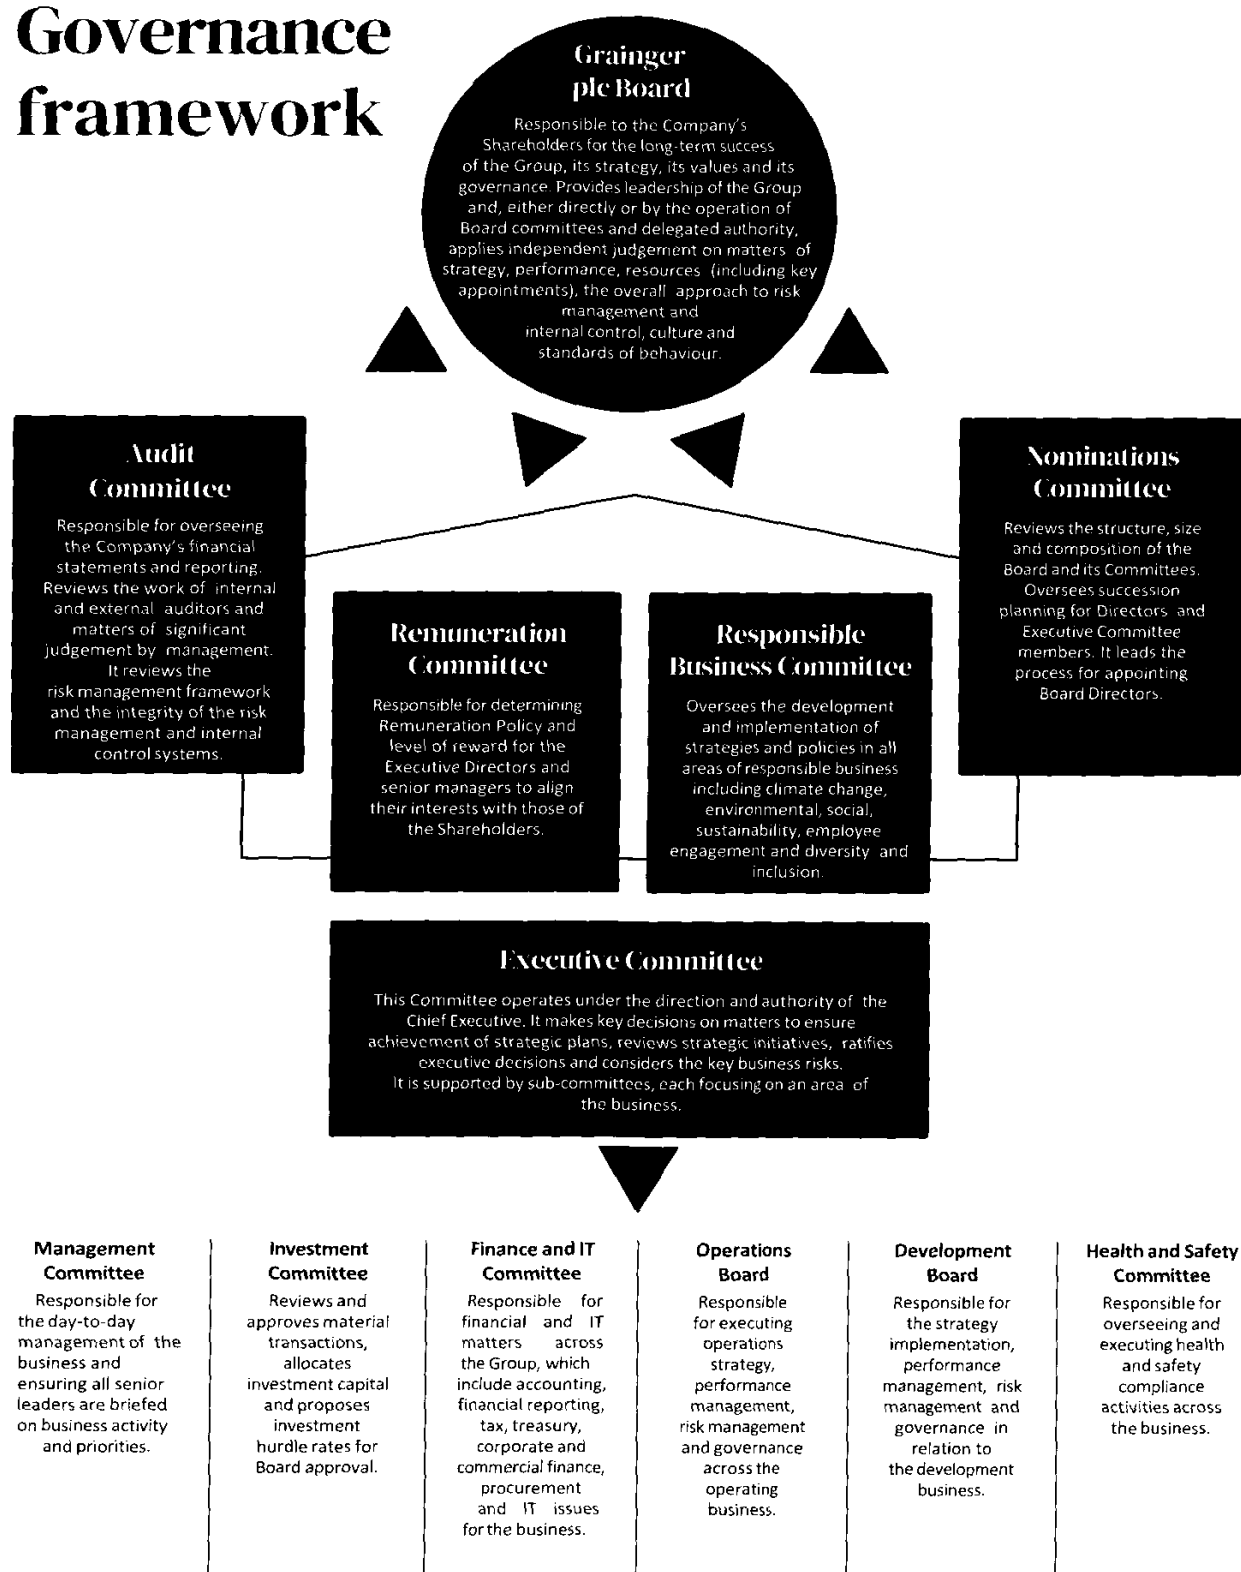 Governance
framework
Grainger
plc Board
Responsible to the Company's
Shareholders for the long-term success
of the Group, its strategy, its values and its
governance. Provides leadership of the Group
and, either directly or by the operation of
Board committees and delegated authority,
applies independent judgement on matters of
strategy, performance, resources (including key
appointments), the overall approach to risk
management and
internal control, culture and
standards of behaviour.
Audit
Committee
Responsible for overseeing
the Company's financial
statements and reporting.
Reviews the work of internal
and external auditors and
matters of significant
judgement by management.
It reviews the
risk management framework
and the integrity of the risk
management and internal
control systems.
Remuneration
Committee
Responsible for determining
Remuneration Policy and
level of reward for the
Executive Directors and
senior managers to align
their interests with those of
the Shareholders.
Responsible
Business Committee
Oversees the development
and implementation of
strategies and policies in all
areas of responsible business
including climate change,
environmental, social,
sustainability, employee
engagement and diversity and
inclusion.
Nominations
Committee
Reviews the structure, size
and composition of the
Board and its Committees.
Oversees succession
planning for Directors and
Executive Committee
members. It leads the
process for appointing
Board Directors.
Executive Committee
This Committee operates under the direction and authority of the
Chief Executive. It makes key decisions on matters to ensure
achievement of strategic plans, reviews strategic initiatives, ratifies
executive decisions and considers the key business risks.
It is supported by sub-committees, each focusing on an area of
the business.
Management
Committee
Responsible for
the day-to-day
management of the
business and
ensuring all senior
leaders are briefed
on business activity
and priorities.
Investment
Committee
Reviews and
approves material
transactions,
allocates
investment capital
and proposes
investment
hurdle rates for
Board approval.
Finance and IT
Committee
Responsible for
financial and IT
matters across
the Group, which
include accounting,
financial reporting,
tax, treasury,
corporate and
commercial finance,
procurement
and IT issues
for the business.
Operations
Board
Responsible
for executing
operations
strategy,
performance
management,
risk management
and governance
across the
operating
business.
Development
Board
Responsible for
the strategy
implementation,
performance
management, risk
management and
governance in
relation to
the development
business.
Health and Safety
Committee
Responsible for
overseeing and
executing health
and safety
compliance
activities across
the business.